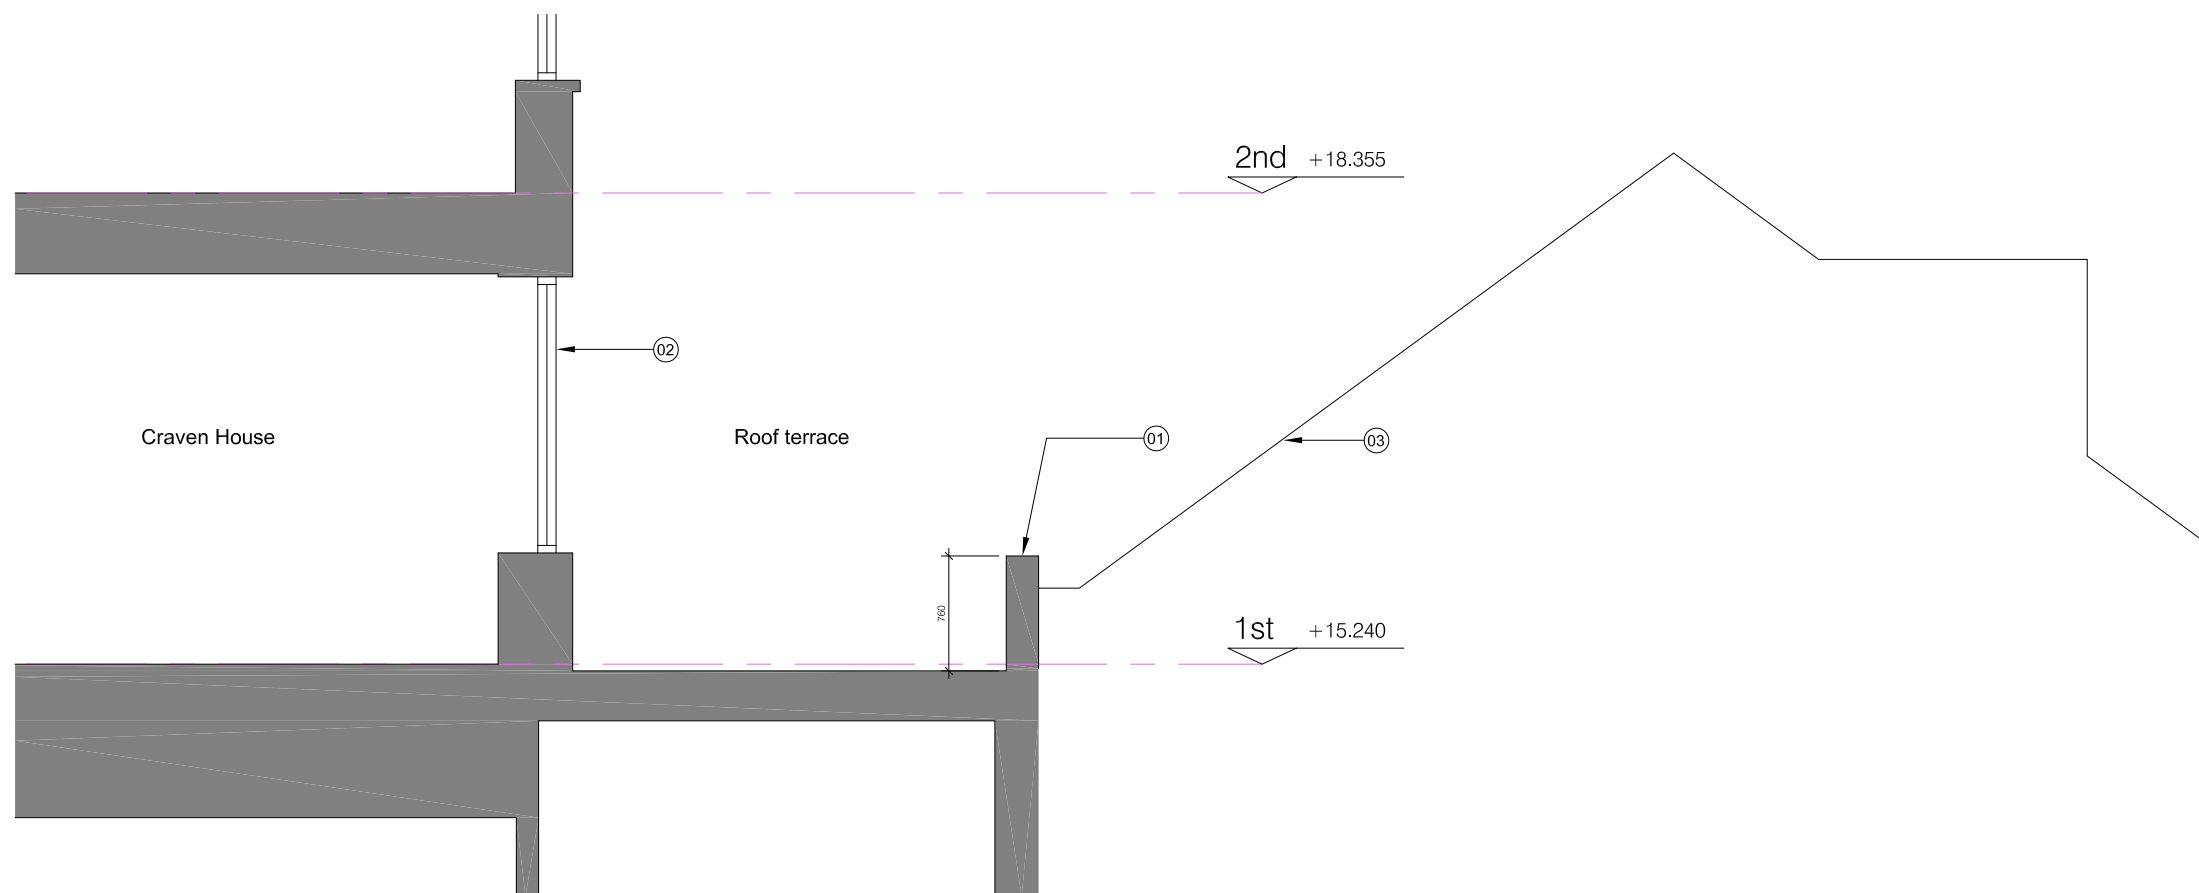 2nd +18.355
02
Craven House
Roof terrace
01
03
760
1st +15.240